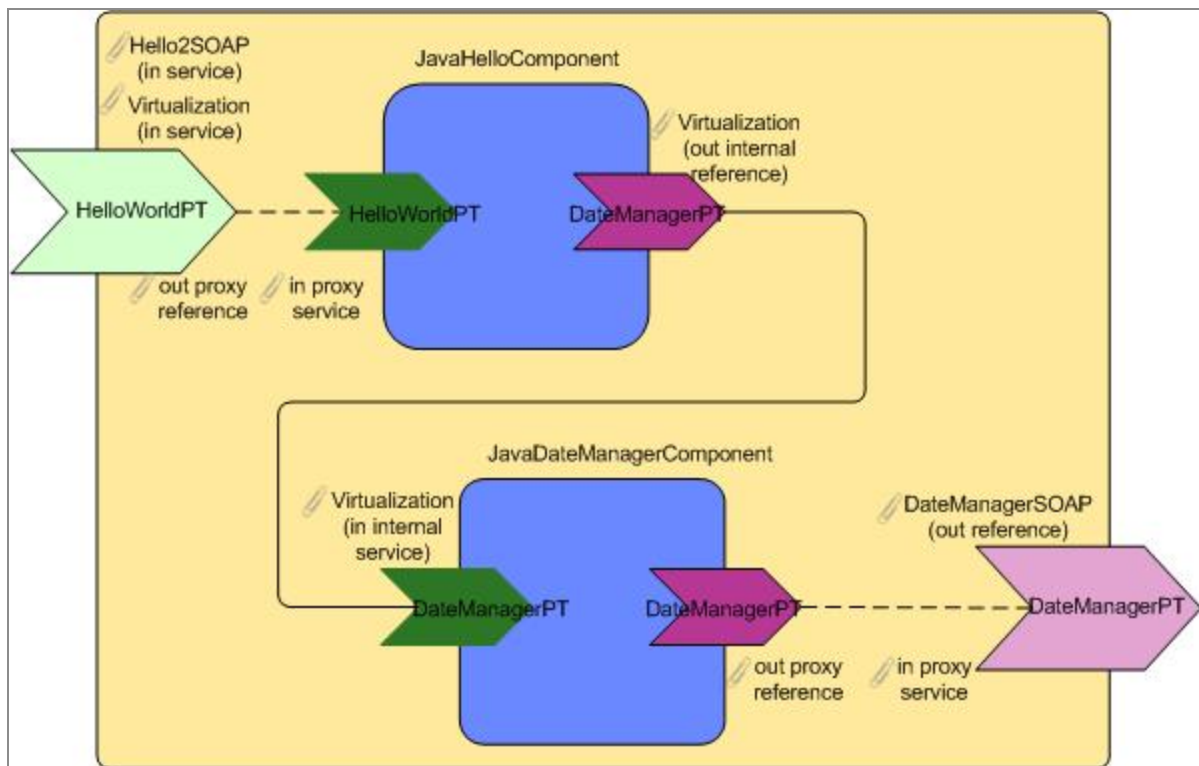 Hello2SOAP
(in service)
Virtualization
(in service)
JavaHelloComponent
Virtualization
(out internal
reference)
HelloWorldPT
HelloWorldPT
DateManagerPT
out proxy
reference
in proxy
service
JavaDateManagerComponent
Virtualization
(in internal
service)
DateManagerSOAP
(out reference)
DateManagerPT
DateManagerPT
DateManagerPT
out proxy
reference
in proxy
service